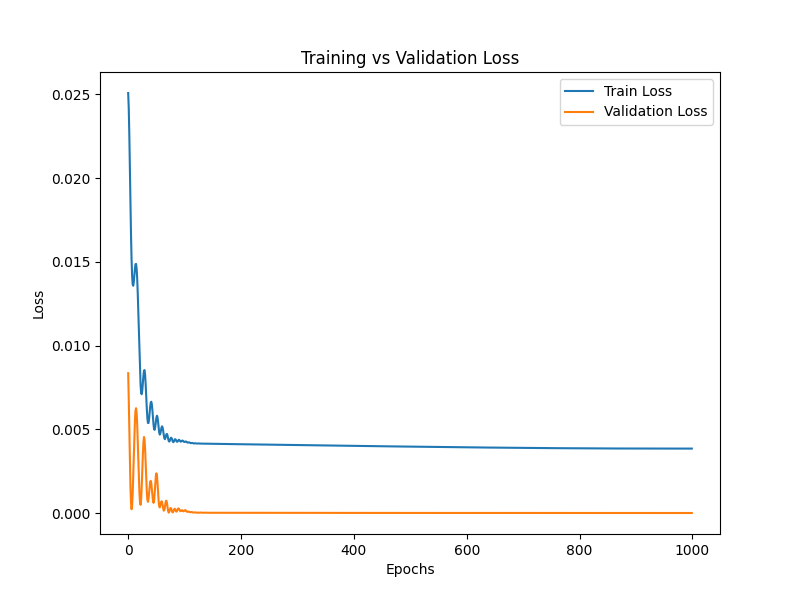 Training vs Validation Loss
Train Loss
Validation Loss
0.025
0.020
0.015
0.010
0.005
0.000
Loss
0 200 400 600 800 1000
Epochs